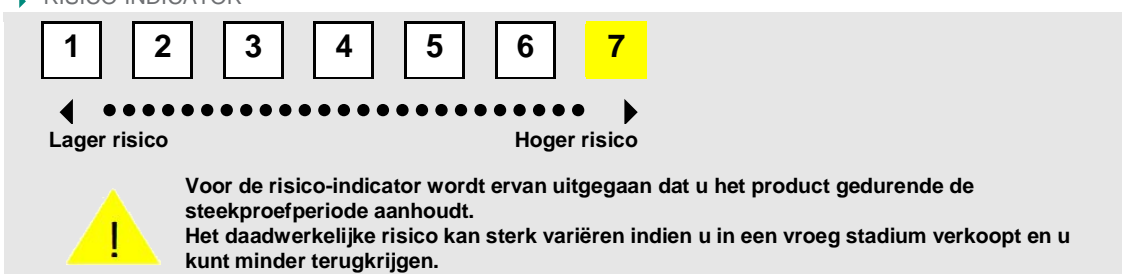 RISICO-INDICATOR
1 2 3 4 5 6 7
Lager risico Hoger risico
Voor de risico-indicator wordt ervan uitgegaan dat u het product gedurende de
steekproefperiode aanhoudt.
Het daadwerkelijke risico kan sterk variëren indien u in een vroeg stadium verkoopt en u
kunt minder terugkrijgen.
!